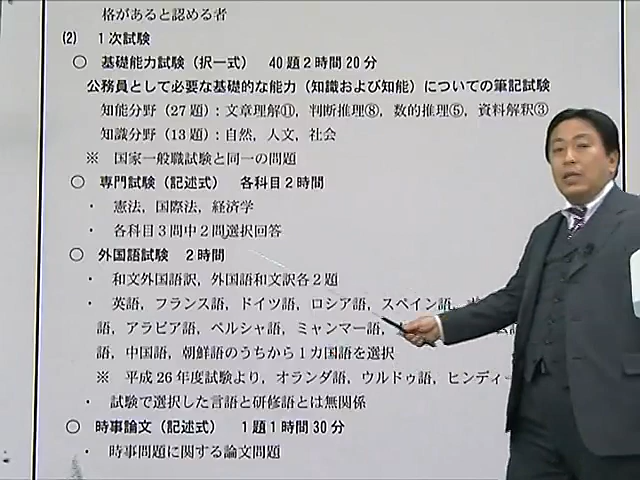 格があると認める者
(2) 1次試験
○ 基礎能力試験（択一式） 40題2時間20分
公務員として必要な基礎的な能力（知識および知能）についての筆記試験
知能分野（27題）：文章理解⑪，判断推理⑧，数的推理⑤，資料解釈③
知識分野（13題）：自然，人文，社会
※ 国家一般職試験と同一の問題
○ 専門試験（記述式） 各科目2時間
・ 憲法，国際法，経済学
・ 各科目3問中2問選択回答
○ 外国語試験 2時間
・ 和文外国語訳，外国語和文訳各2題
・ 英語，フランス語，ドイツ語，ロシア語，スペイン語，
語，アラビア語，ペルシャ語，ミャンマー語，
語，中国語，朝鮮語のうちから1カ国語を選択
※ 平成26年度試験より，オランダ語，ウルドゥ語，ヒンディー
・ 試験で選択した言語と研修語とは無関係
○ 時事論文（記述式） 1題1時間30分
・ 時事問題に関する論文問題